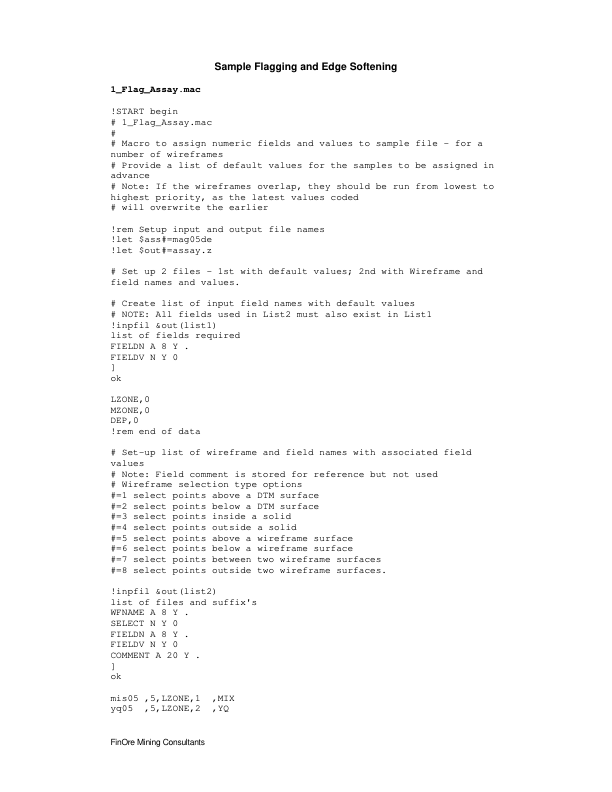 Sample Flagging and Edge Softening
1_Flag_Assay.mac
!START begin
# 1_Flag_Assay.mac
#
# Macro to assign numeric fields and values to sample file - for a
number of wireframes
# Provide a list of default values for the samples to be assigned in
advance
# Note: If the wireframes overlap, they should be run from lowest to
highest priority, as the latest values coded
# will overwrite the earlier
!rem Setup input and output file names
!let $ass#=mag05de
!let $out#=assay.z
# Set up 2 files - 1st with default values; 2nd with Wireframe and
field names and values.
# Create list of input field names with default values
# NOTE: All fields used in List2 must also exist in List1
!inpfil &out(list1)
list of fields required
FIELDN A 8 Y .
FIELDV N Y 0
]
ok
LZONE,0
MZONE,0
DEP,0
!rem end of data
# Set-up list of wireframe and field names with associated field
values
# Note: Field comment is stored for reference but not used
# Wireframe selection type options
#=1 select points above a DTM surface
#=2 select points below a DTM surface
#=3 select points inside a solid
#=4 select points outside a solid
#=5 select points above a wireframe surface
#=6 select points below a wireframe surface
#=7 select points between two wireframe surfaces
#=8 select points outside two wireframe surfaces.
!inpfil &out(list2)
list of files and suffix's
WFNAME A 8 Y .
SELECT N Y 0
FIELDN A 8 Y .
FIELDV N Y 0
COMMENT A 20 Y .
]
ok
mis05 ,5,LZONE,1  ,MIX
yq05  ,5,LZONE,2  ,YQ
FinOre Mining Consultants